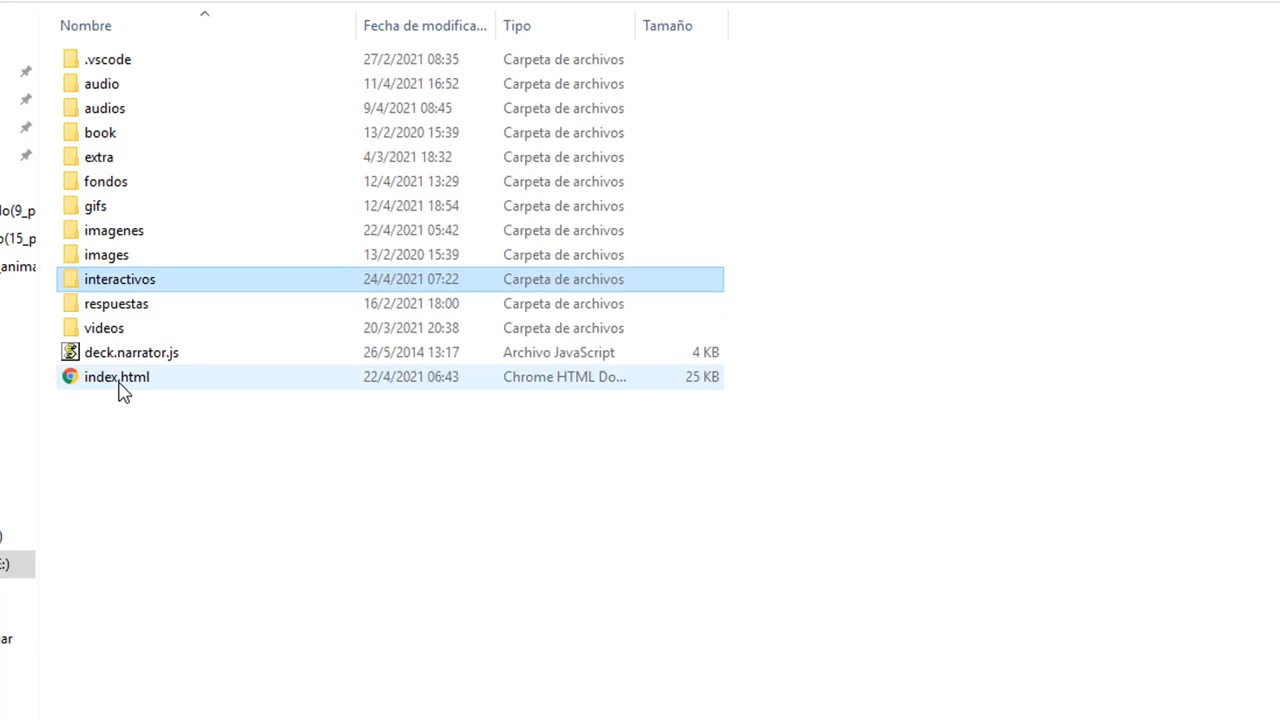 Nombre Fecha de modifica... Tipo Tamaño
.vscode 27/2/2021 08:35 Carpeta de archivos
audio 11/4/2021 16:52 Carpeta de archivos
audios 9/4/2021 08:45 Carpeta de archivos
book 13/2/2020 15:39 Carpeta de archivos
extra 4/3/2021 18:32 Carpeta de archivos
fondos 12/4/2021 13:29 Carpeta de archivos
lo(9_p gifs 12/4/2021 18:54 Carpeta de archivos
o(15_p imagenes 22/4/2021 05:42 Carpeta de archivos
_anima images 13/2/2020 15:39 Carpeta de archivos
interactivos 24/4/2021 07:22 Carpeta de archivos
respuestas 16/2/2021 18:00 Carpeta de archivos
videos 20/3/2021 20:38 Carpeta de archivos
deck.narrator.js 26/5/2014 13:17 Archivo JavaScript 4 KB
index.html 22/4/2021 06:43 Chrome HTML Do... 25 KB
)
E:)
ar